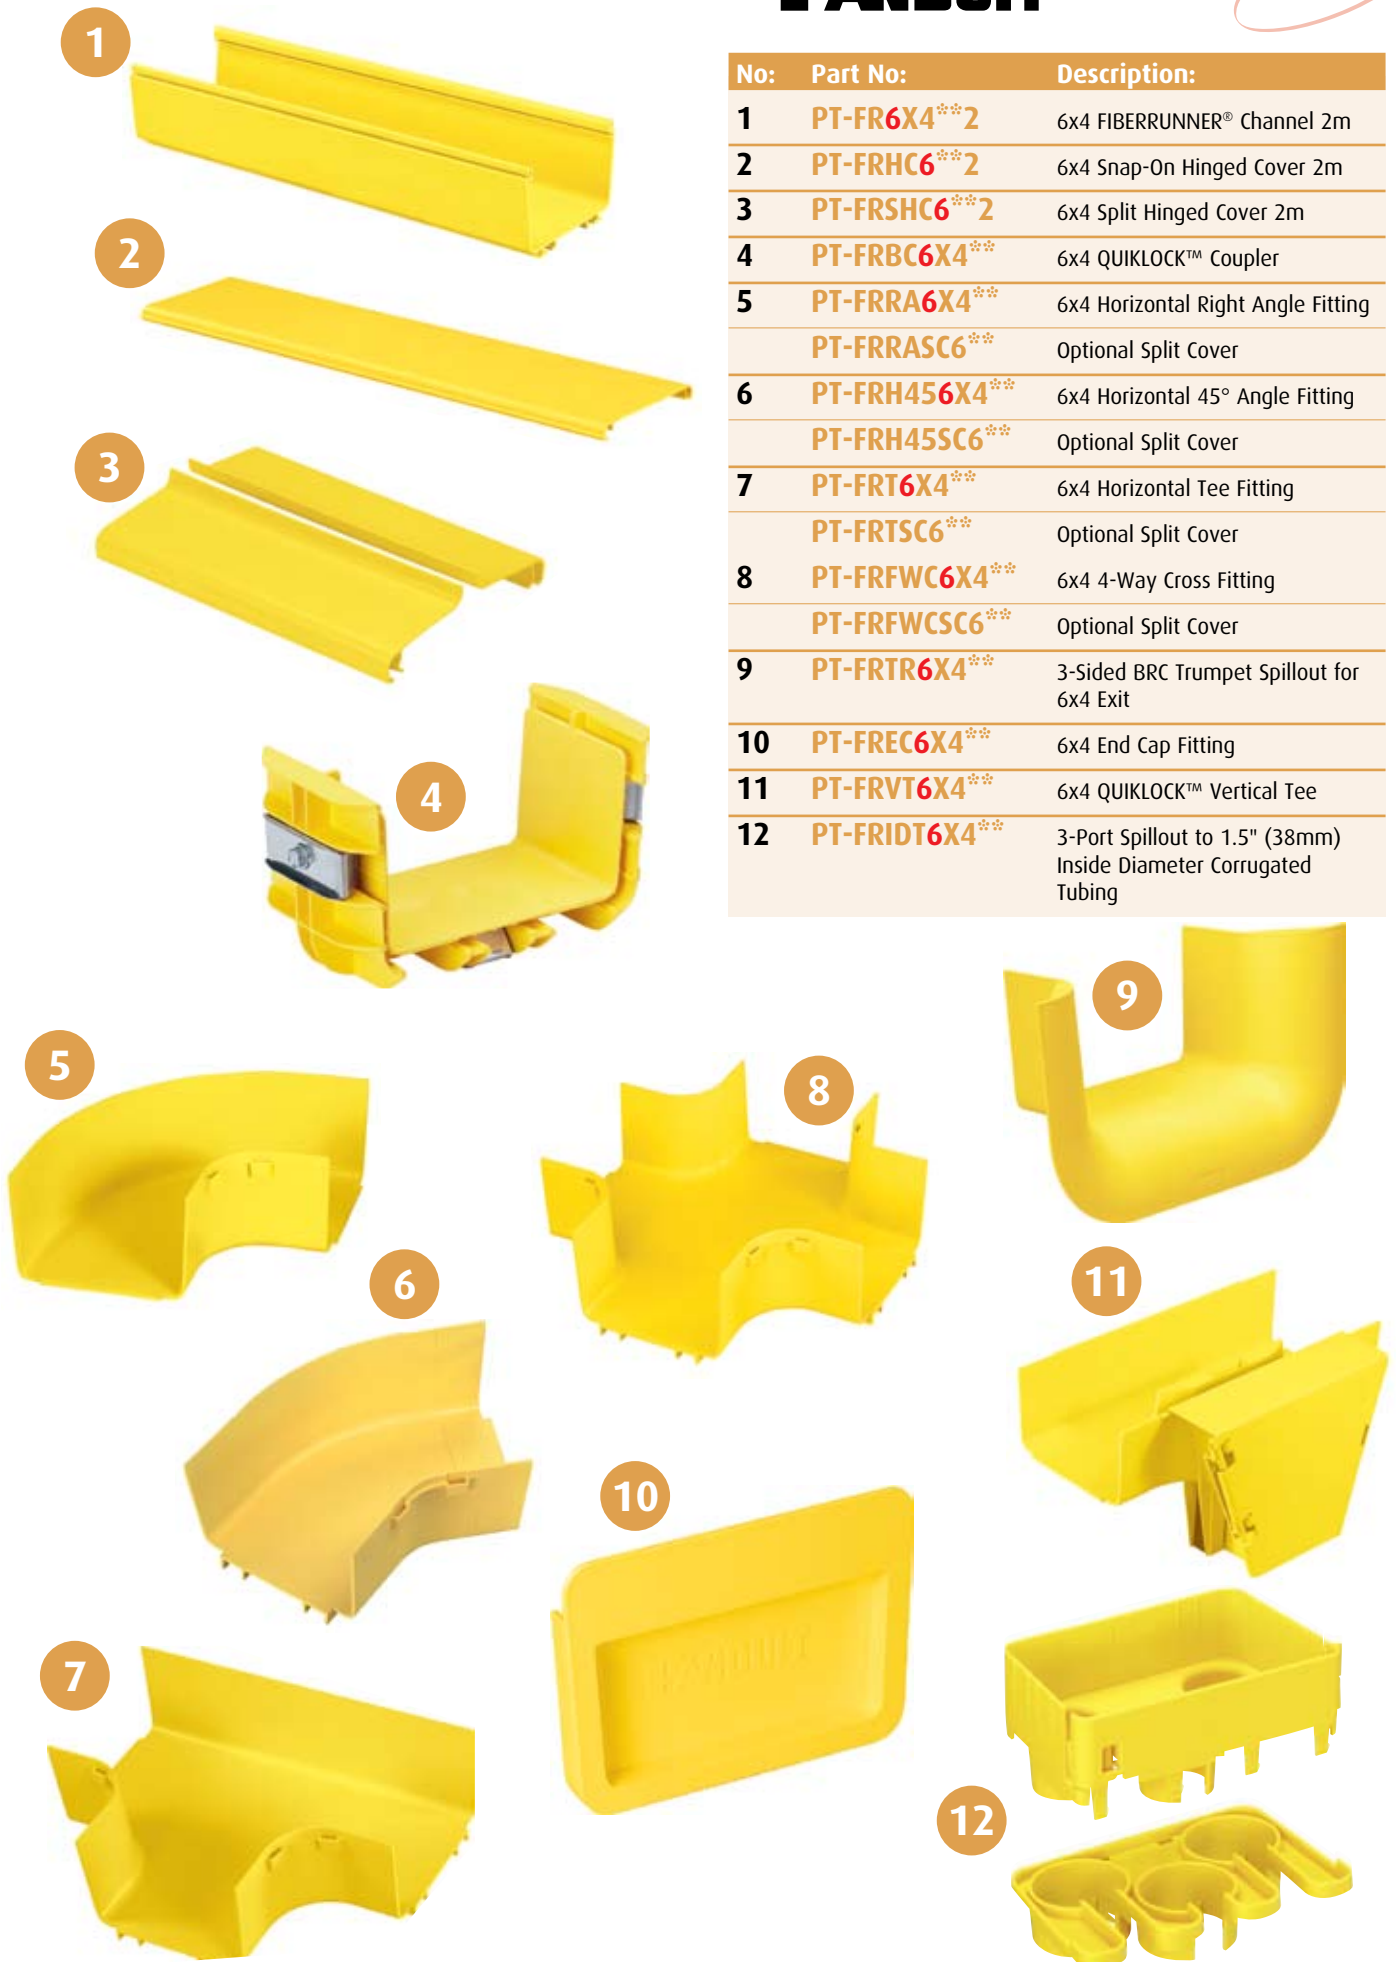 PANDUIT
No: Part No: Description:
1 PT-FR6X4**2 6x4 FIBERRUNNER® Channel 2m
2 PT-FRHC6**2 6x4 Snap-On Hinged Cover 2m
3 PT-FRSHC6**2 6x4 Split Hinged Cover 2m
4 PT-FRBC6X4** 6x4 QUIKLOCK™ Coupler
5 PT-FRRA6X4** 6x4 Horizontal Right Angle Fitting
PT-FRRASC6** Optional Split Cover
6 PT-FRH456X4** 6x4 Horizontal 45° Angle Fitting
PT-FRH45SC6** Optional Split Cover
7 PT-FRT6X4** 6x4 Horizontal Tee Fitting
PT-FRTSC6** Optional Split Cover
8 PT-FRFWC6X4** 6x4 4-Way Cross Fitting
PT-FRFWCSC6** Optional Split Cover
9 PT-FRTR6X4** 3-Sided BRC Trumpet Spillout for
6x4 Exit
10 PT-FREC6X4** 6x4 End Cap Fitting
11 PT-FRVT6X4** 6x4 QUIKLOCK™ Vertical Tee
12 PT-FRIDT6X4** 3-Port Spillout to 1.5" (38mm)
Inside Diameter Corrugated
Tubing
1
2
3
4
5
6
7
8
9
10
11
12
PANDUIT